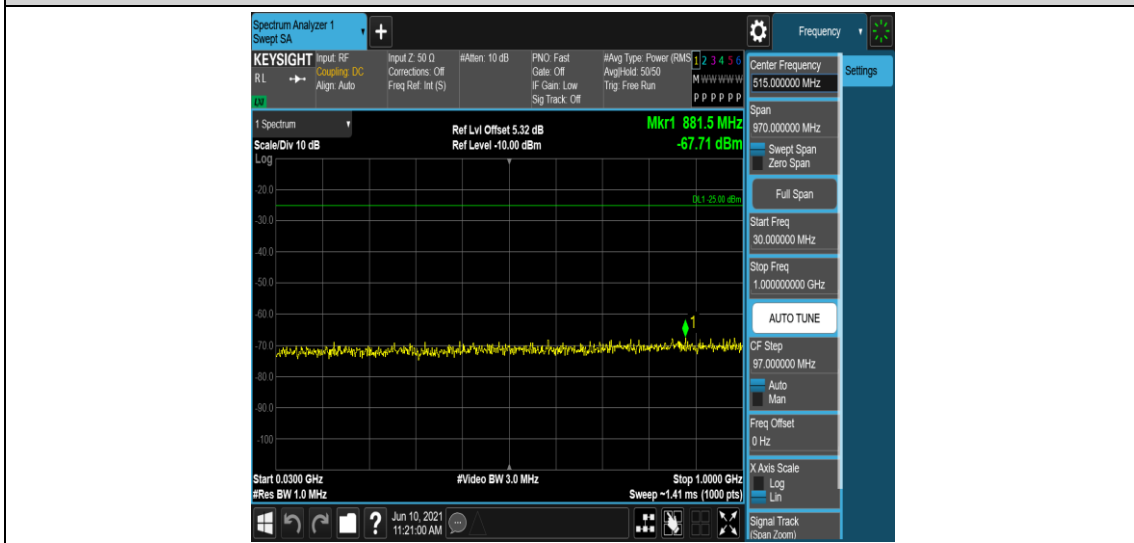 Spectrum Analyzer 1
Swept SA
+
Frequency
KEYSIGHT
RL
LXI
Input: RF
Coupling: DC
Align: Auto
Input Z: 50 Ω
Corrections: Off
Freq Ref: Int (S)
#Atten: 10 dB
PNO: Fast
Gate: Off
IF Gain: Low
Sig Track: Off
#Avg Type: Power (RMS
Avg|Hold: 50/50
Trig: Free Run
1 2 3 4 5 6
M W W W W W
P P P P P P
Center Frequency
515.000000 MHz
Settings
1 Spectrum
Scale/Div 10 dB
Ref Lvl Offset 5.32 dB
Ref Level -10.00 dBm
Mkr1 881.5 MHz
-67.71 dBm
Log
-20.0
-30.0
-40.0
-50.0
-60.0
-70.0
-80.0
-90.0
-100
DL1 -25.00 dBm
1
Start 0.0300 GHz
#Res BW 1.0 MHz
#Video BW 3.0 MHz
Stop 1.0000 GHz
Sweep ~1.41 ms (1000 pts)
Span
970.000000 MHz
Swept Span
Zero Span
Full Span
Start Freq
30.000000 MHz
Stop Freq
1.000000000 GHz
AUTO TUNE
CF Step
97.000000 MHz
Auto
Man
Freq Offset
0 Hz
X Axis Scale
Log
Lin
Signal Track
(Span Zoom)
?
Jun 10, 2021
11:21:00 AM